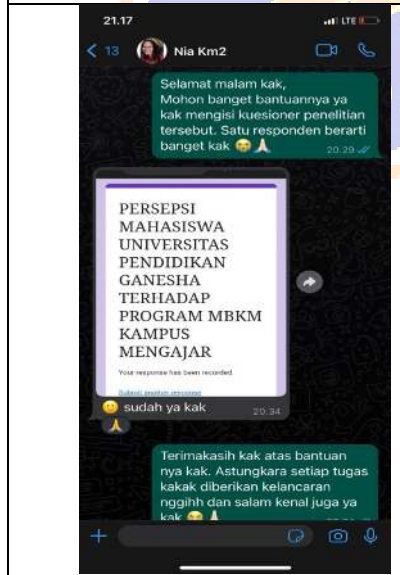 21.17
LTE
13
Nia Km2
Selamat malam kak,
Mohon banget bantuannya ya
kak mengisi kuesioner penelitian
tersebut. Satu responden berarti
banget kak 😭🙏
20.29
PERSEPSI
MAHASISWA
UNIVERSITAS
PENDIDIKAN
GANESHA
TERHADAP
PROGRAM MBKM
KAMPUS
MENGAJAR
Your response has been recorded.
Submit another response
😊 sudah ya kak
20.34
🙏
Terimakasih kak atas bantuan
nya kak. Astungkara setiap tugas
kakak diberikan kelancaran
nggihh dan salam kenal juga ya
kak 😭🙏